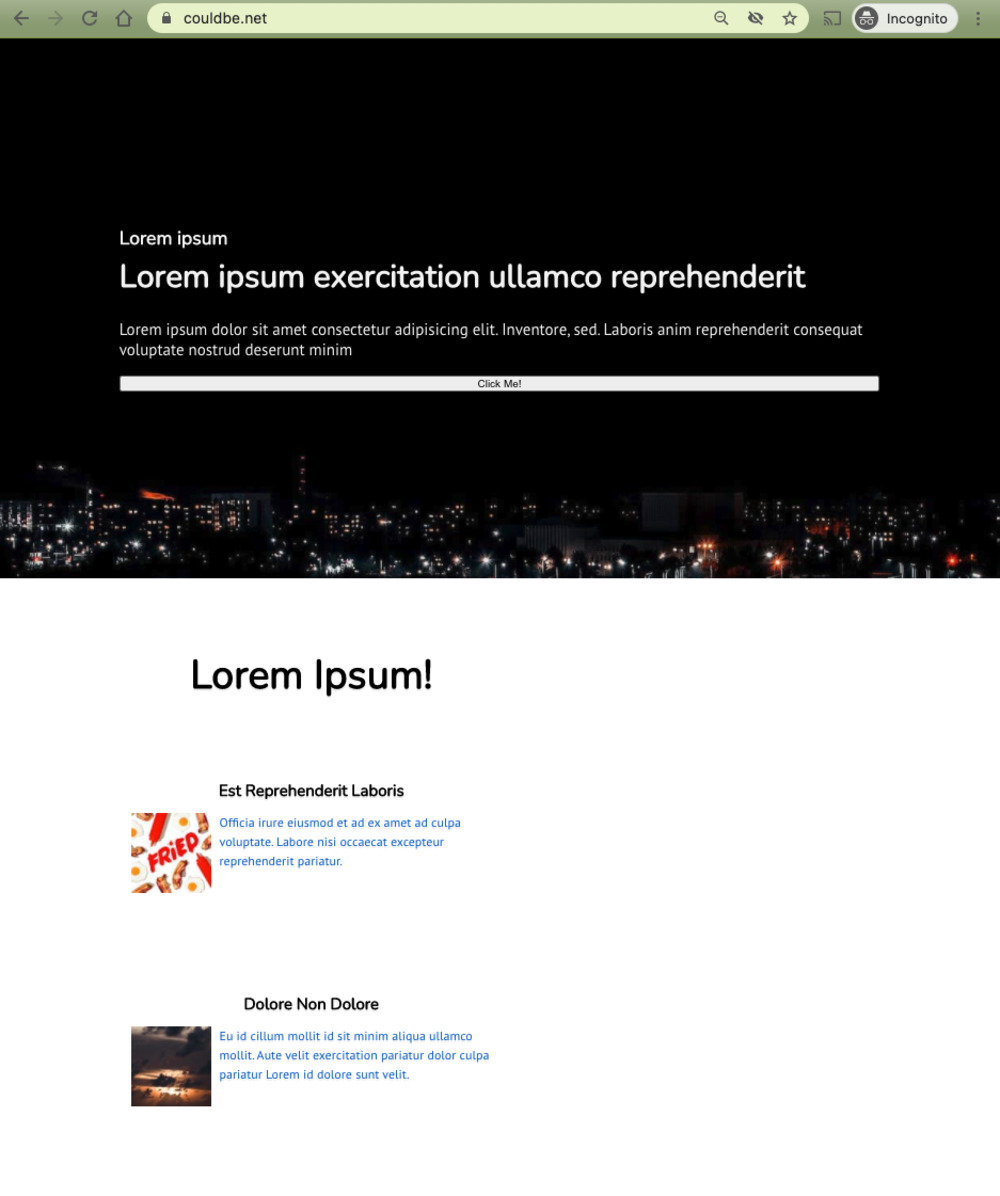 couldbe.net
Incognito
Lorem ipsum
Lorem ipsum exercitation ullamco reprehenderit
Lorem ipsum dolor sit amet consectetur adipisicing elit. Inventore, sed. Laboris anim reprehenderit consequat
voluptate nostrud deserunt minim
Click Me!
Lorem Ipsum!
Est Reprehenderit Laboris
FRiED
Officia irure eiusmod et ad ex amet ad culpa
voluptate. Labore nisi occaecat excepteur
reprehenderit pariatur.
Dolore Non Dolore
Eu id cillum mollit id sit minim aliqua ullamco
mollit. Aute velit exercitation pariatur dolor culpa
pariatur Lorem id dolore sunt velit.